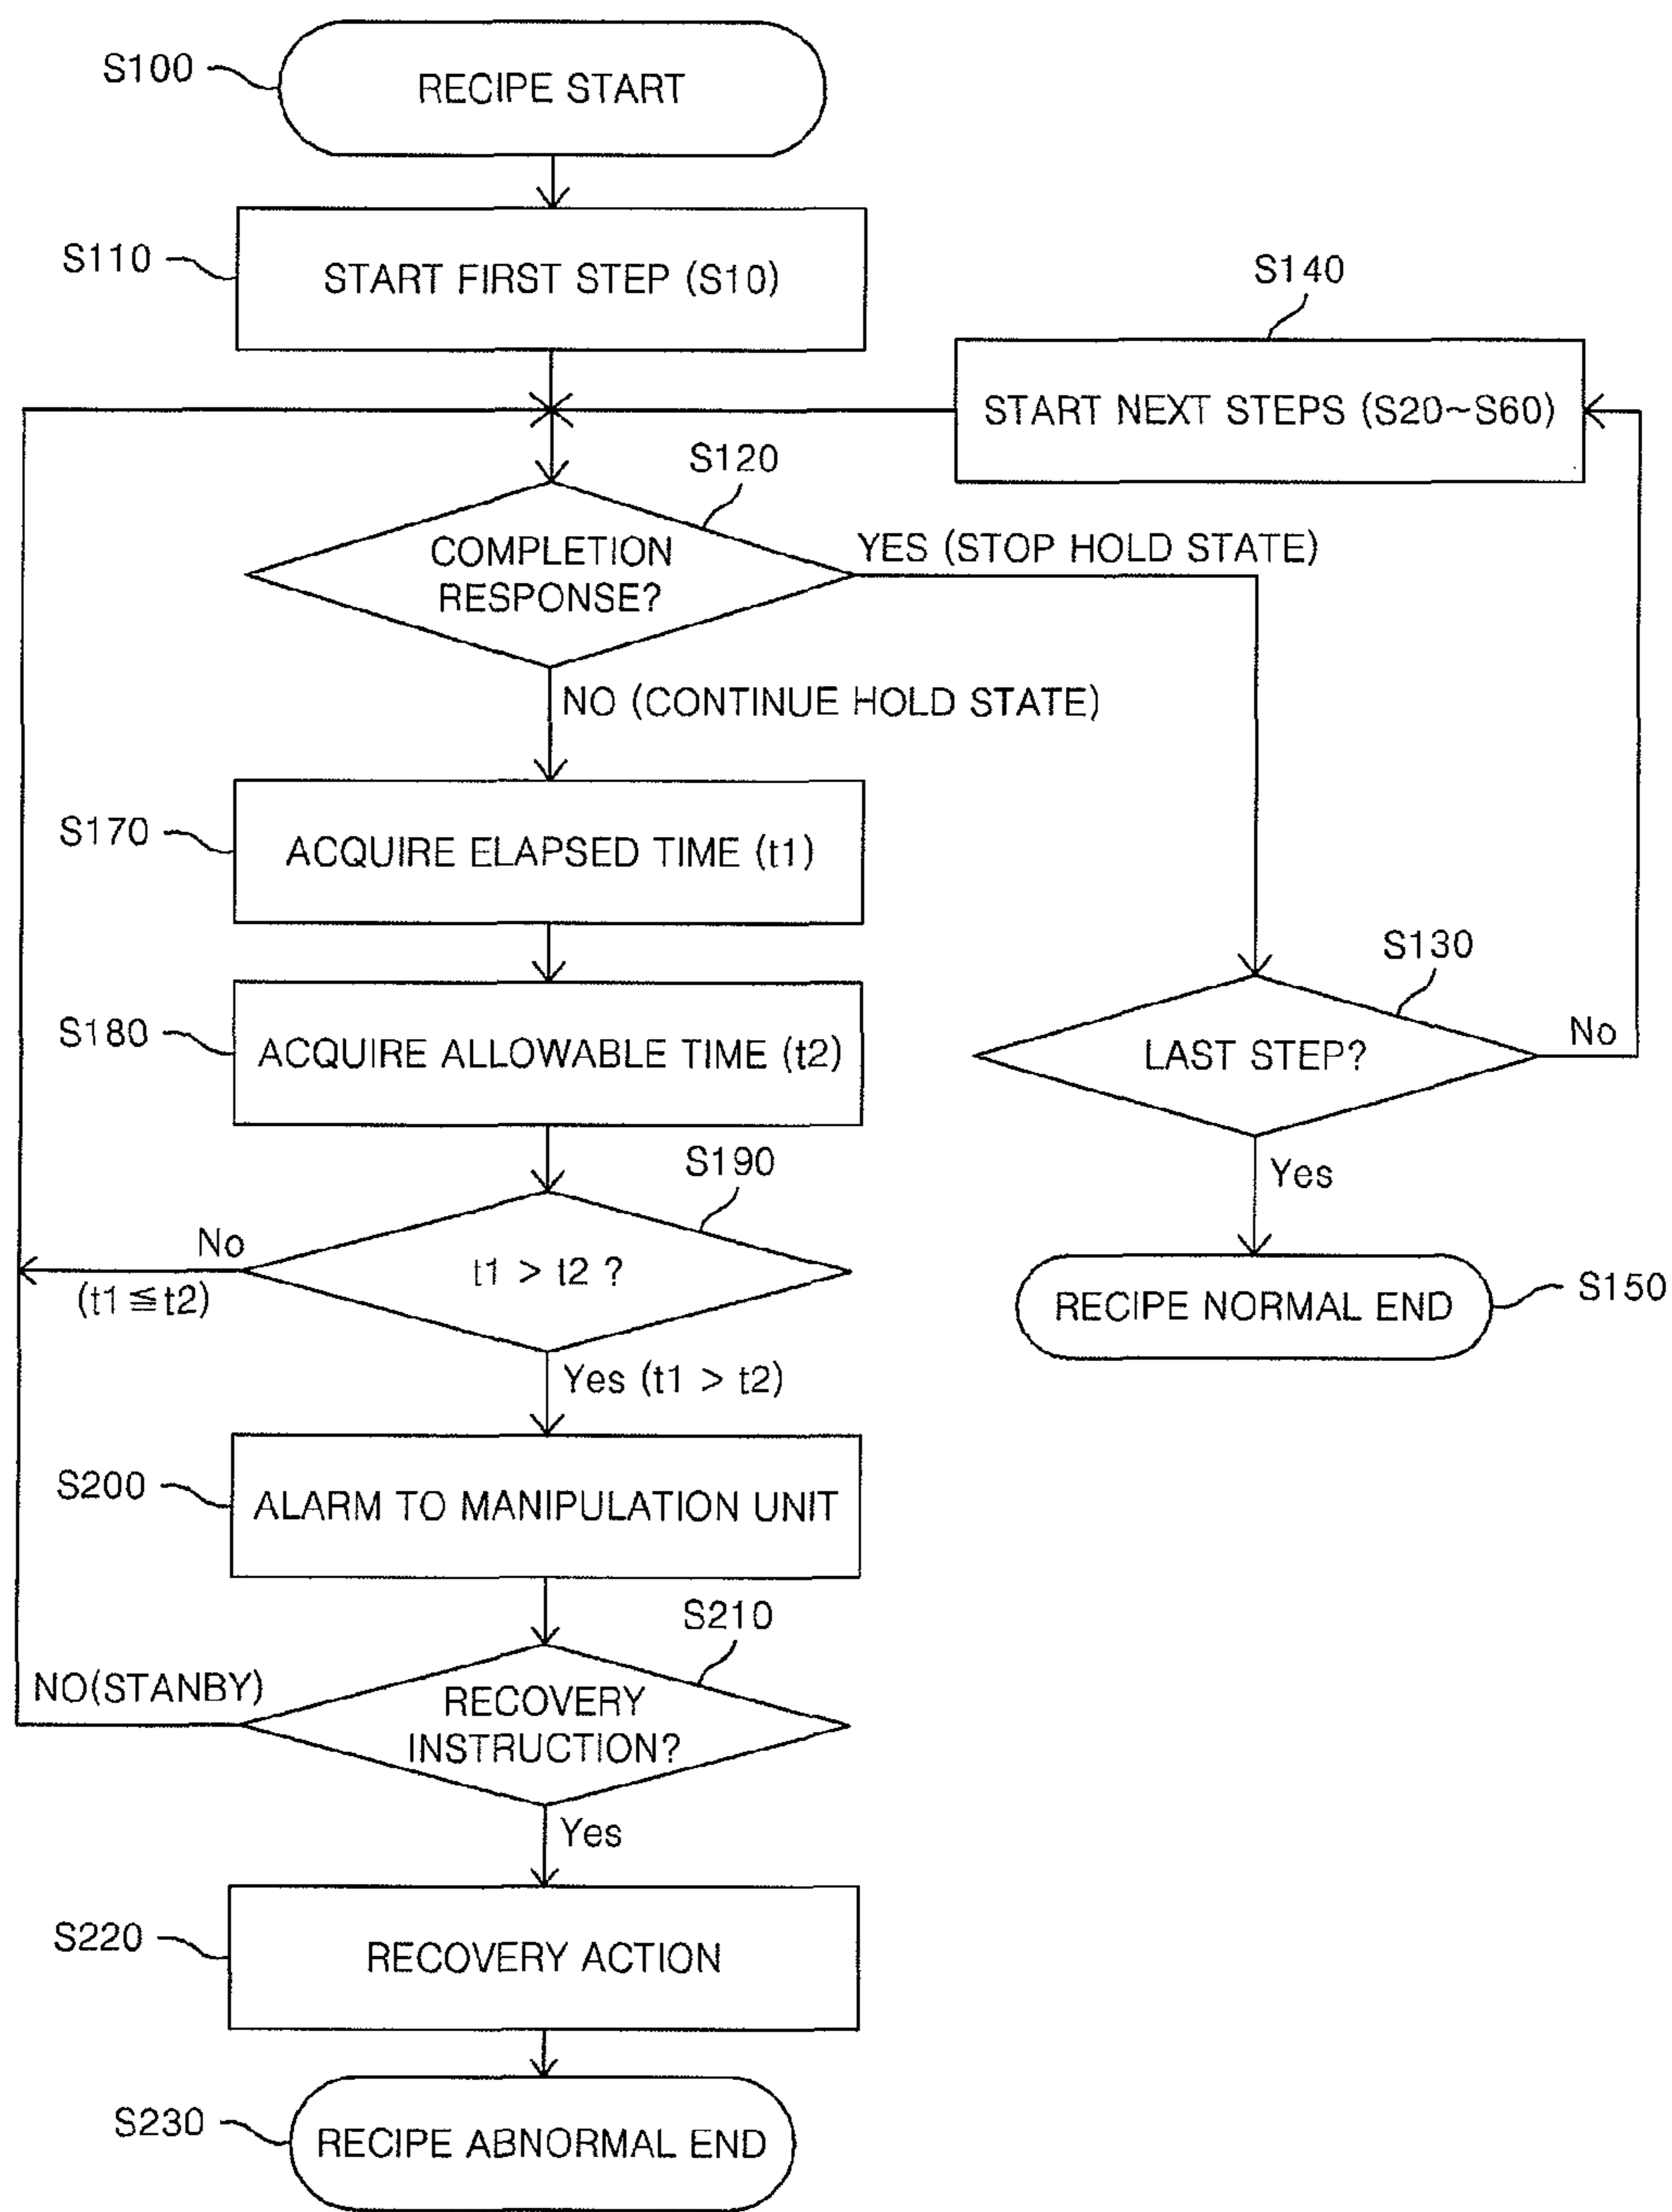 S100
RECIPE START
S110
START FIRST STEP (S10)
S140
START NEXT STEPS (S20~S60)
S120
COMPLETION
RESPONSE?
YES (STOP HOLD STATE)
NO (CONTINUE HOLD STATE)
S170
ACQUIRE ELAPSED TIME (t1)
S130
LAST STEP?
No
S180
ACQUIRE ALLOWABLE TIME (t2)
Yes
S190
t1 > t2 ?
No
(t1≦t2)
S150
RECIPE NORMAL END
Yes (t1 > t2)
S200
ALARM TO MANIPULATION UNIT
S210
RECOVERY
INSTRUCTION?
NO(STANBY)
Yes
S220
RECOVERY ACTION
S230
RECIPE ABNORMAL END